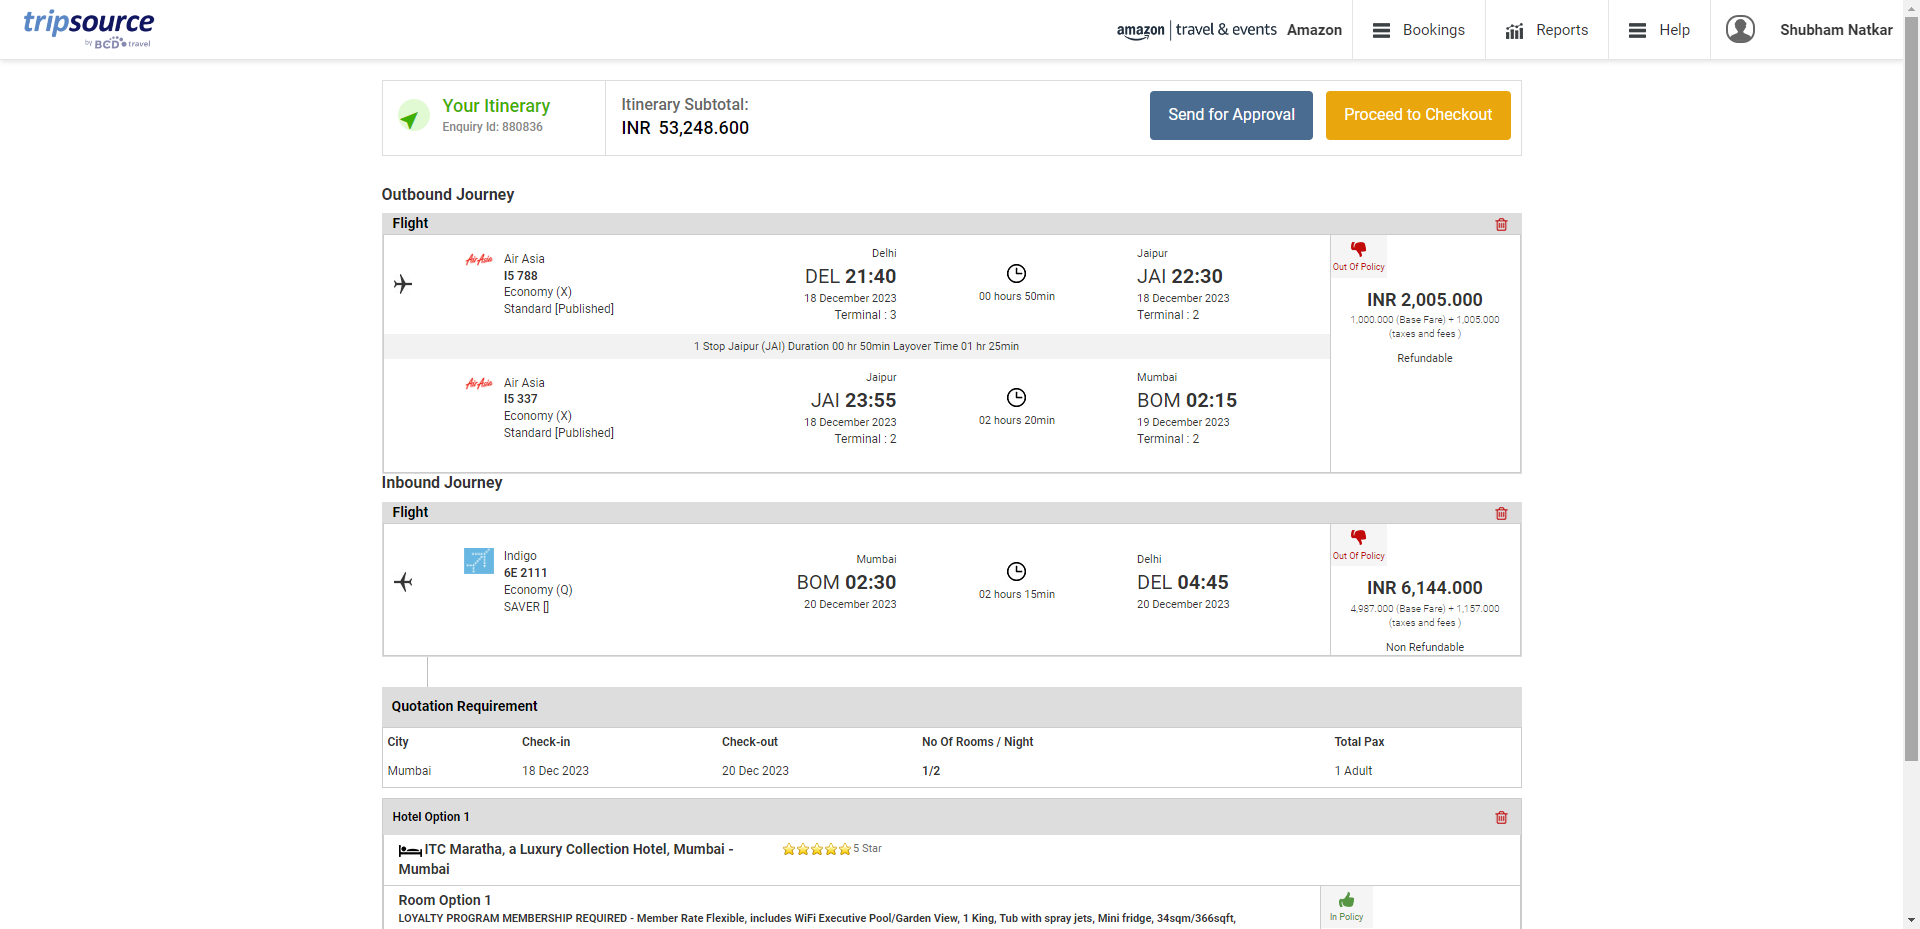 tripsource
by BCD travel
amazon | travel & events Amazon
Bookings
Reports
Help
Shubham Natkar
Your Itinerary
Enquiry Id: 880836
Itinerary Subtotal:
INR 53,248.600
Send for Approval
Proceed to Checkout
Outbound Journey
Flight
AirAsia
Air Asia
I5 788
Economy (X)
Standard [Published]
Delhi
DEL 21:40
18 December 2023
Terminal : 3
00 hours 50min
Jaipur
JAI 22:30
18 December 2023
Terminal : 2
Out Of Policy
INR 2,005.000
1,000.000 (Base Fare) + 1,005.000
(taxes and fees )
Refundable
1 Stop Jaipur (JAI) Duration 00 hr 50min Layover Time 01 hr 25min
AirAsia
Air Asia
I5 337
Economy (X)
Standard [Published]
Jaipur
JAI 23:55
18 December 2023
Terminal : 2
02 hours 20min
Mumbai
BOM 02:15
19 December 2023
Terminal : 2
Inbound Journey
Flight
Indigo
6E 2111
Economy (Q)
SAVER []
Mumbai
BOM 02:30
20 December 2023
02 hours 15min
Delhi
DEL 04:45
20 December 2023
Out Of Policy
INR 6,144.000
4,987.000 (Base Fare) + 1,157.000
(taxes and fees )
Non Refundable
Quotation Requirement
City Check-in Check-out No Of Rooms / Night Total Pax
Mumbai 18 Dec 2023 20 Dec 2023 1/2 1 Adult
Hotel Option 1
ITC Maratha, a Luxury Collection Hotel, Mumbai -
Mumbai
5 Star
Room Option 1
LOYALTY PROGRAM MEMBERSHIP REQUIRED - Member Rate Flexible, includes WiFi Executive Pool/Garden View, 1 King, Tub with spray jets, Mini fridge, 34sqm/366sqft,
In Policy